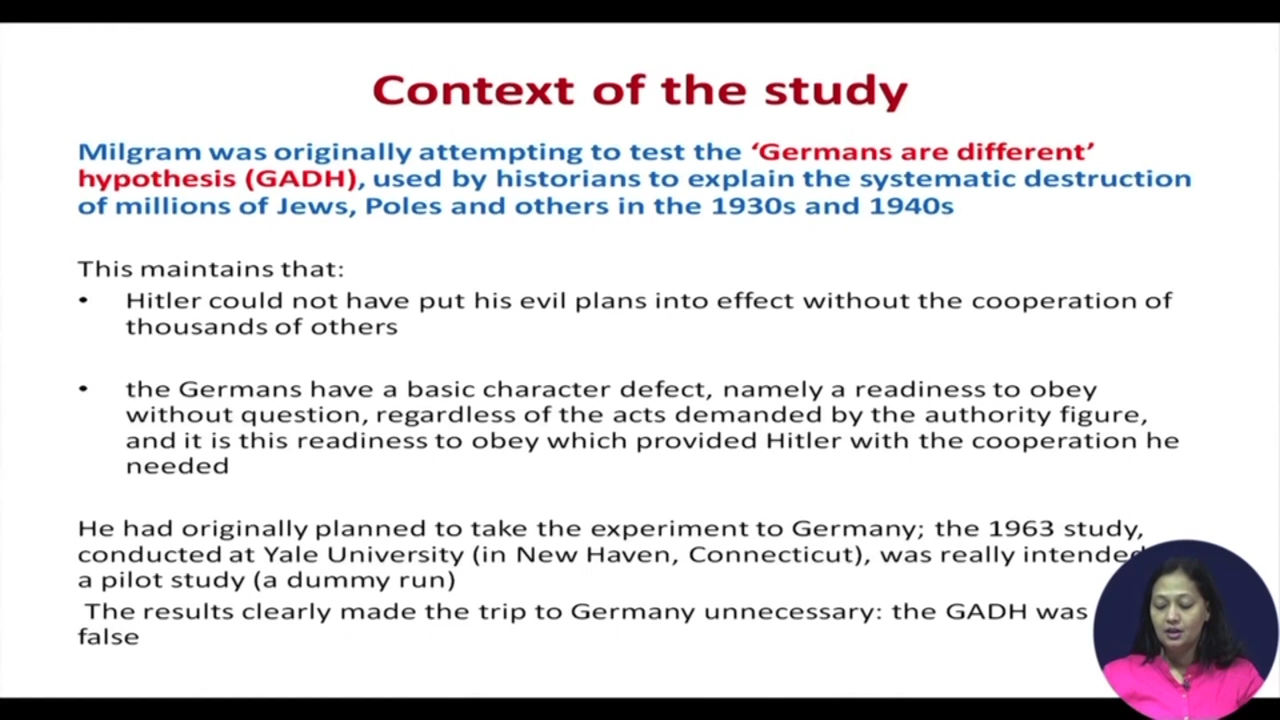 Context of the study
Milgram was originally attempting to test the ‘Germans are different’
hypothesis (GADH), used by historians to explain the systematic destruction
of millions of Jews, Poles and others in the 1930s and 1940s
This maintains that:
• Hitler could not have put his evil plans into effect without the cooperation of
thousands of others
• the Germans have a basic character defect, namely a readiness to obey
without question, regardless of the acts demanded by the authority figure,
and it is this readiness to obey which provided Hitler with the cooperation he
needed
He had originally planned to take the experiment to Germany; the 1963 study,
conducted at Yale University (in New Haven, Connecticut), was really intended
a pilot study (a dummy run)
The results clearly made the trip to Germany unnecessary: the GADH was
false